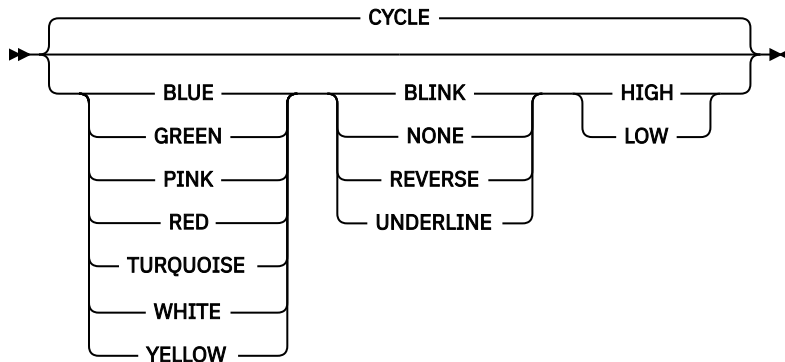 CYCLE
BLUE BLINK HIGH
GREEN NONE LOW
PINK REVERSE
RED UNDERLINE
TURQUOISE
WHITE
YELLOW